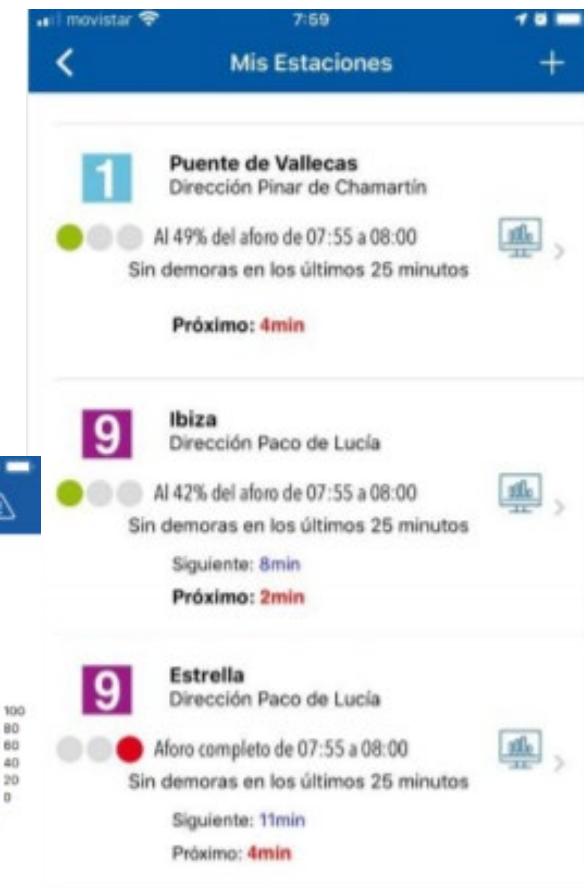 movistar
7:59
Mis Estaciones
1
Puente de Vallecas
Dirección Pinar de Chamartín
Al 49% del aforo de 07:55 a 08:00
Sin demoras en los últimos 25 minutos
Próximo: 4min
9
Ibiza
Dirección Paco de Lucía
Al 42% del aforo de 07:55 a 08:00
Sin demoras en los últimos 25 minutos
Siguiente: 8min
Próximo: 2min
9
Estrella
Dirección Paco de Lucía
Aforo completo de 07:55 a 08:00
Sin demoras en los últimos 25 minutos
Siguiente: 11min
Próximo: 4min
100
80
60
40
20
0